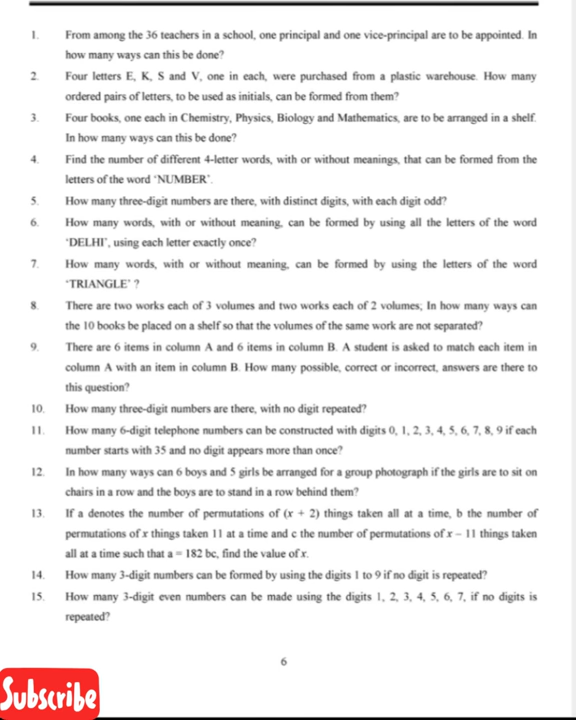 1. From among the 36 teachers in a school, one principal and one vice-principal are to be appointed. In
how many ways can this be done?
2. Four letters E, K, S and V, one in each, were purchased from a plastic warehouse. How many
ordered pairs of letters, to be used as initials, can be formed from them?
3. Four books, one each in Chemistry, Physics, Biology and Mathematics, are to be arranged in a shelf.
In how many ways can this be done?
4. Find the number of different 4-letter words, with or without meanings, that can be formed from the
letters of the word 'NUMBER'.
5. How many three-digit numbers are there, with distinct digits, with each digit odd?
6. How many words, with or without meaning, can be formed by using all the letters of the word
'DELHI', using each letter exactly once?
7. How many words, with or without meaning, can be formed by using the letters of the word
'TRIANGLE' ?
8. There are two works each of 3 volumes and two works each of 2 volumes; In how many ways can
the 10 books be placed on a shelf so that the volumes of the same work are not separated?
9. There are 6 items in column A and 6 items in column B. A student is asked to match each item in
column A with an item in column B. How many possible, correct or incorrect, answers are there to
this question?
10. How many three-digit numbers are there, with no digit repeated?
11. How many 6-digit telephone numbers can be constructed with digits 0, 1, 2, 3, 4, 5, 6, 7, 8, 9 if each
number starts with 35 and no digit appears more than once?
12. In how many ways can 6 boys and 5 girls be arranged for a group photograph if the girls are to sit on
chairs in a row and the boys are to stand in a row behind them?
13. If a denotes the number of permutations of (x + 2) things taken all at a time, b the number of
permutations of x things taken 11 at a time and c the number of permutations of x – 11 things taken
all at a time such that a = 182 bc, find the value of x.
14. How many 3-digit numbers can be formed by using the digits 1 to 9 if no digit is repeated?
15. How many 3-digit even numbers can be made using the digits 1, 2, 3, 4, 5, 6, 7, if no digits is
repeated?
6
Subscribe